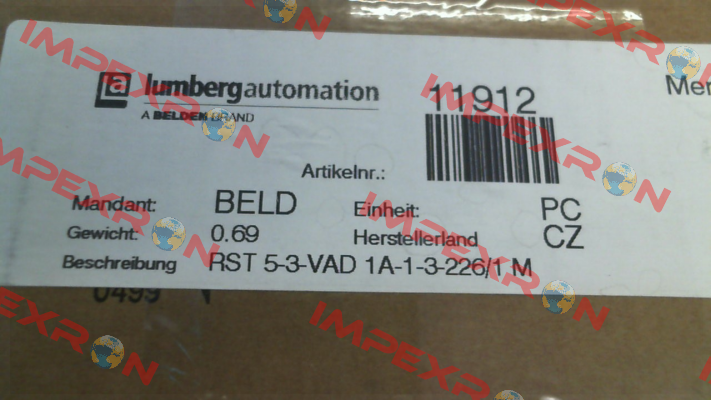 lumbergautomation
A BELDEN BRAND
11912
Artikelnr.:
Mandant: BELD
Einheit: PC
Gewicht: 0.69
Herstellerland CZ
Beschreibung RST 5-3-VAD 1A-1-3-226/1 M
IMPEXRON